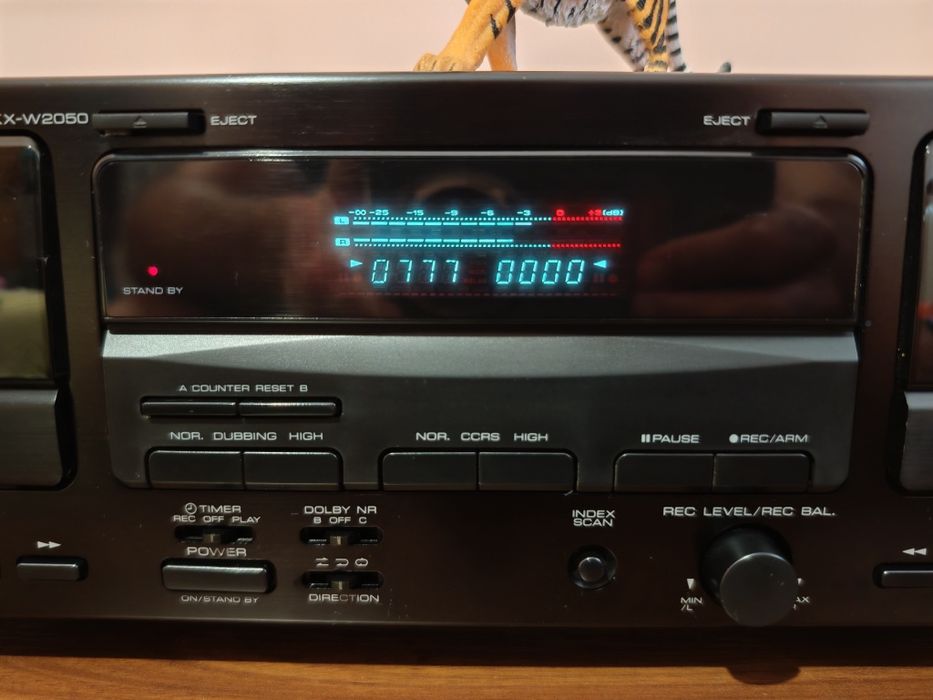 KX-W2050 EJECT EJECT
-∞ -25 -15 -9 -6 -3 0 +3(dB)
L
R
0777 0000
STAND BY
A COUNTER RESET B
NOR. DUBBING HIGH NOR. CCRS HIGH PAUSE REC/ARM
TIMER
REC OFF PLAY
POWER
ON/STAND BY
DOLBY NR
B OFF C
DIRECTION
INDEX
SCAN
REC LEVEL/REC BAL.
MIN
/L